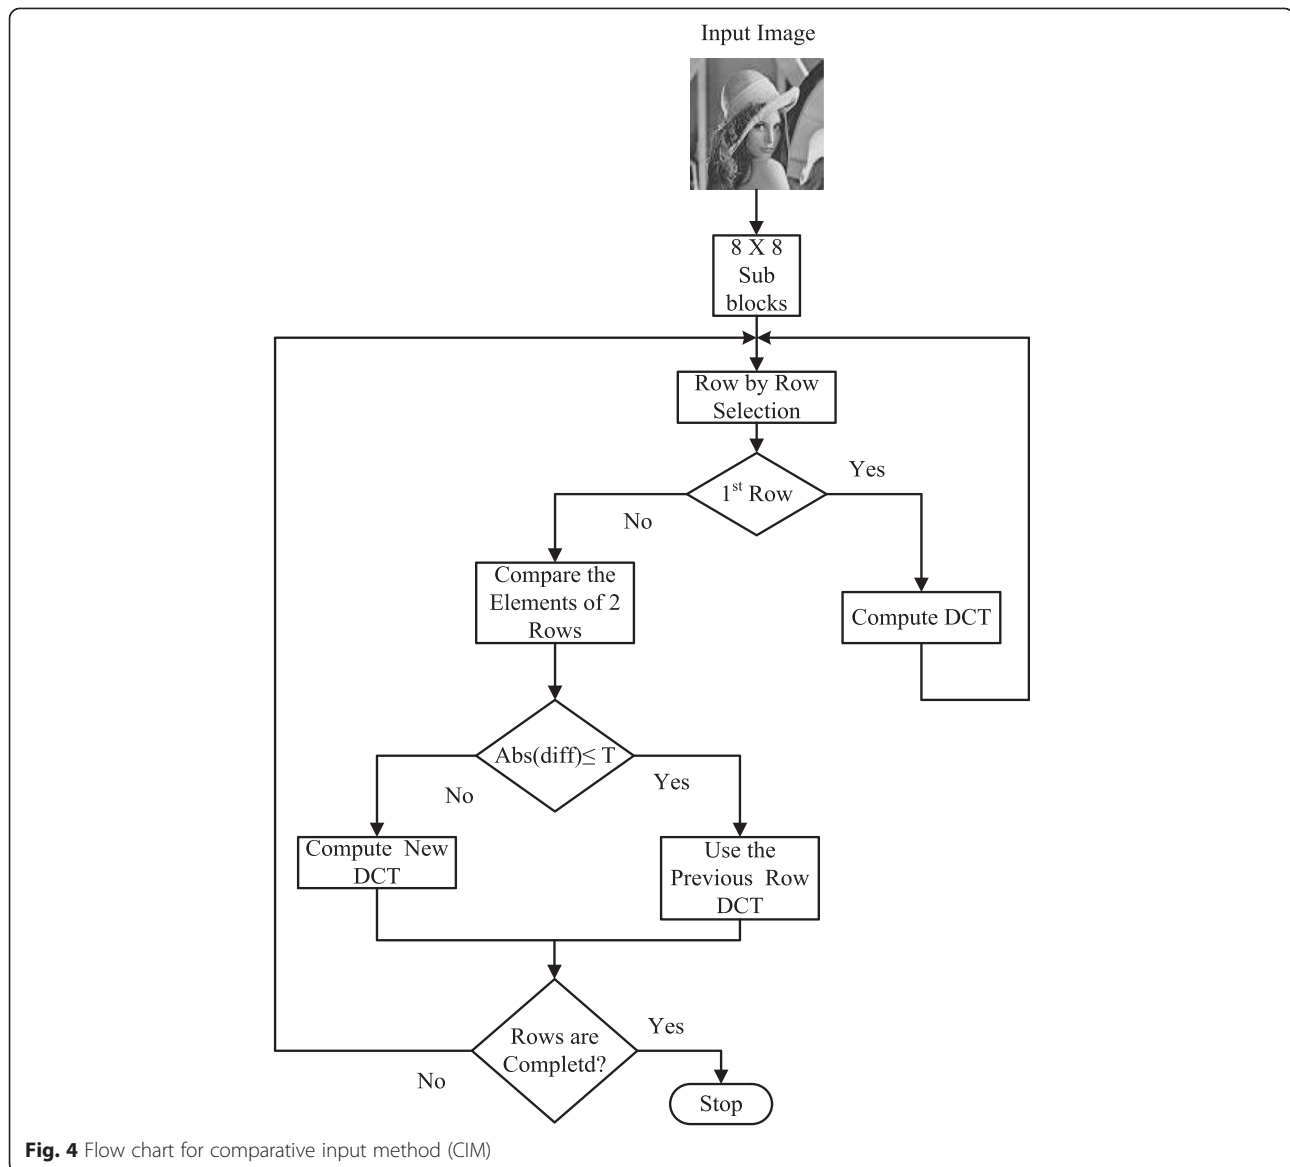 Input Image
8 X 8
Sub
blocks
Row by Row
Selection
1st Row
Yes
No
Compare the
Elements of 2
Rows
Compute DCT
Abs(diff)≤ T
No
Yes
Compute New
DCT
Use the
Previous Row
DCT
Rows are
Completd?
Yes
No
Stop
Fig. 4 Flow chart for comparative input method (CIM)